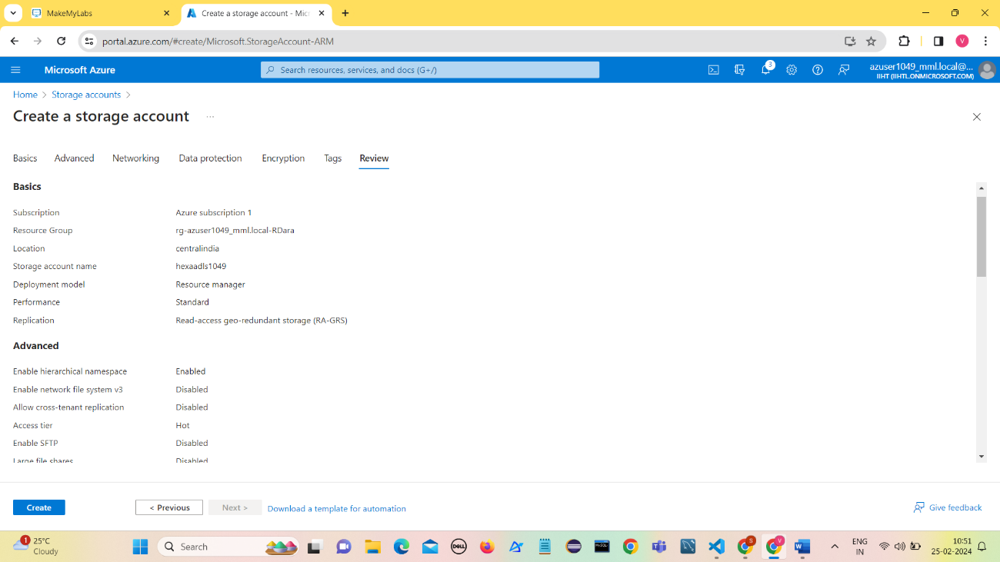 MakeMyLabs
Create a storage account - Micr
portal.azure.com/#create/Microsoft.StorageAccount-ARM
V
Microsoft Azure
Search resources, services, and docs (G+/)
3
azuser1049_mml.local@...
IIHT (IIHTL.ONMICROSOFT.COM)
Home > Storage accounts >
Create a storage account ...
Basics Advanced Networking Data protection Encryption Tags Review
Basics
Subscription Azure subscription 1
Resource Group rg-azuser1049_mml.local-RDara
Location centralindia
Storage account name hexaadls1049
Deployment model Resource manager
Performance Standard
Replication Read-access geo-redundant storage (RA-GRS)
Advanced
Enable hierarchical namespace Enabled
Enable network file system v3 Disabled
Allow cross-tenant replication Disabled
Access tier Hot
Enable SFTP Disabled
Large file shares Disabled
Create < Previous Next > Download a template for automation Give feedback
1 25°C
Cloudy
Search
DELL
MySQL
S
V
W
ENG
IN
10:51
25-02-2024